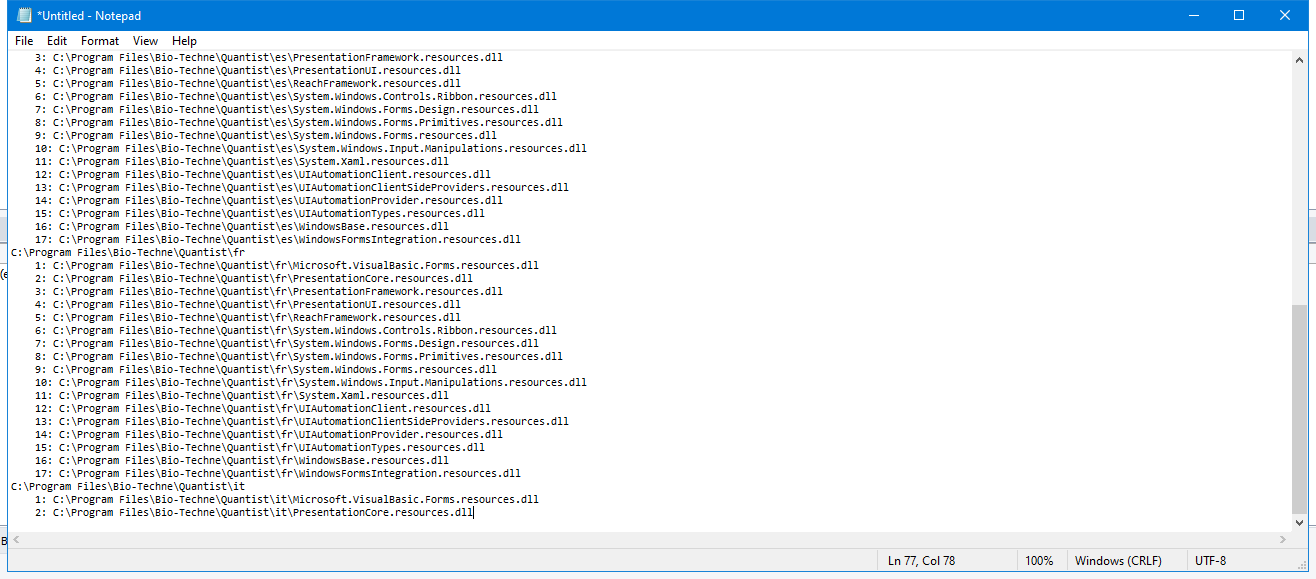 *Untitled - Notepad
File Edit Format View Help
3: C:\Program Files\Bio-Techne\Quantist\es\PresentationFramework.resources.dll
4: C:\Program Files\Bio-Techne\Quantist\es\PresentationUI.resources.dll
5: C:\Program Files\Bio-Techne\Quantist\es\ReachFramework.resources.dll
6: C:\Program Files\Bio-Techne\Quantist\es\System.Windows.Controls.Ribbon.resources.dll
7: C:\Program Files\Bio-Techne\Quantist\es\System.Windows.Forms.Design.resources.dll
8: C:\Program Files\Bio-Techne\Quantist\es\System.Windows.Forms.Primitives.resources.dll
9: C:\Program Files\Bio-Techne\Quantist\es\System.Windows.Forms.resources.dll
10: C:\Program Files\Bio-Techne\Quantist\es\System.Windows.Input.Manipulations.resources.dll
11: C:\Program Files\Bio-Techne\Quantist\es\System.Xaml.resources.dll
12: C:\Program Files\Bio-Techne\Quantist\es\UIAutomationClient.resources.dll
13: C:\Program Files\Bio-Techne\Quantist\es\UIAutomationClientSideProviders.resources.dll
14: C:\Program Files\Bio-Techne\Quantist\es\UIAutomationProvider.resources.dll
15: C:\Program Files\Bio-Techne\Quantist\es\UIAutomationTypes.resources.dll
16: C:\Program Files\Bio-Techne\Quantist\es\WindowsBase.resources.dll
17: C:\Program Files\Bio-Techne\Quantist\es\WindowsFormsIntegration.resources.dll
C:\Program Files\Bio-Techne\Quantist\fr
1: C:\Program Files\Bio-Techne\Quantist\fr\Microsoft.VisualBasic.Forms.resources.dll
2: C:\Program Files\Bio-Techne\Quantist\fr\PresentationCore.resources.dll
3: C:\Program Files\Bio-Techne\Quantist\fr\PresentationFramework.resources.dll
4: C:\Program Files\Bio-Techne\Quantist\fr\PresentationUI.resources.dll
5: C:\Program Files\Bio-Techne\Quantist\fr\ReachFramework.resources.dll
6: C:\Program Files\Bio-Techne\Quantist\fr\System.Windows.Controls.Ribbon.resources.dll
7: C:\Program Files\Bio-Techne\Quantist\fr\System.Windows.Forms.Design.resources.dll
8: C:\Program Files\Bio-Techne\Quantist\fr\System.Windows.Forms.Primitives.resources.dll
9: C:\Program Files\Bio-Techne\Quantist\fr\System.Windows.Forms.resources.dll
10: C:\Program Files\Bio-Techne\Quantist\fr\System.Windows.Input.Manipulations.resources.dll
11: C:\Program Files\Bio-Techne\Quantist\fr\System.Xaml.resources.dll
12: C:\Program Files\Bio-Techne\Quantist\fr\UIAutomationClient.resources.dll
13: C:\Program Files\Bio-Techne\Quantist\fr\UIAutomationClientSideProviders.resources.dll
14: C:\Program Files\Bio-Techne\Quantist\fr\UIAutomationProvider.resources.dll
15: C:\Program Files\Bio-Techne\Quantist\fr\UIAutomationTypes.resources.dll
16: C:\Program Files\Bio-Techne\Quantist\fr\WindowsBase.resources.dll
17: C:\Program Files\Bio-Techne\Quantist\fr\WindowsFormsIntegration.resources.dll
C:\Program Files\Bio-Techne\Quantist\it
1: C:\Program Files\Bio-Techne\Quantist\it\Microsoft.VisualBasic.Forms.resources.dll
2: C:\Program Files\Bio-Techne\Quantist\it\PresentationCore.resources.dll
Ln 77, Col 78 100% Windows (CRLF) UTF-8